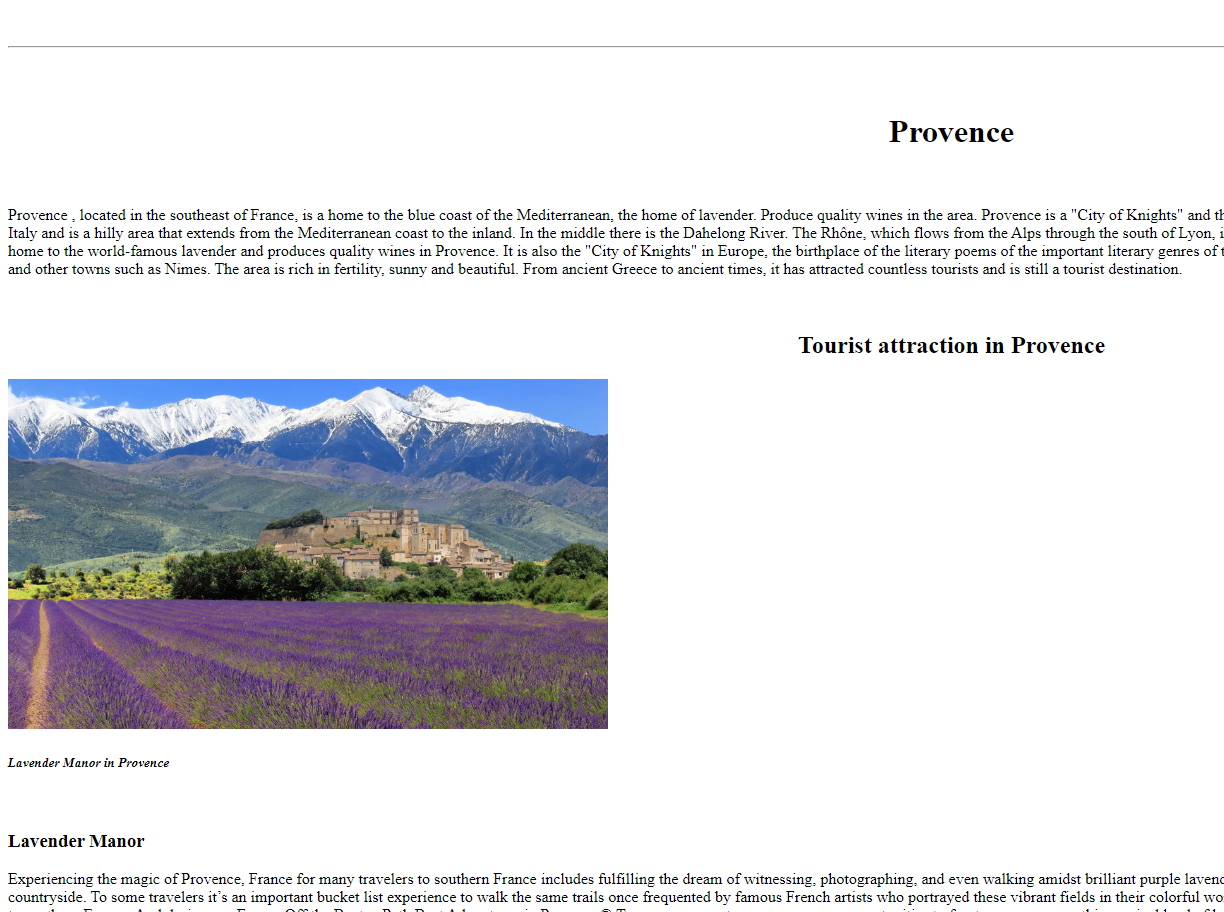 Provence
Provence , located in the southeast of France, is a home to the blue coast of the Mediterranean, the home of lavender. Produce quality wines in the area. Provence is a "City of Knights" and
Italy and is a hilly area that extends from the Mediterranean coast to the inland. In the middle there is the Dahelong River. The Rhône, which flows from the Alps through the south of Lyon,
home to the world-famous lavender and produces quality wines in Provence. It is also the "City of Knights" in Europe, the birthplace of the literary poems of the important literary genres of
and other towns such as Nimes. The area is rich in fertility, sunny and beautiful. From ancient Greece to ancient times, it has attracted countless tourists and is still a tourist destination.
Tourist attraction in Provence
Lavender Manor in Provence
Lavender Manor
Experiencing the magic of Provence, France for many travelers to southern France includes fulfilling the dream of witnessing, photographing, and even walking amidst brilliant purple
countryside. To some travelers it’s an important bucket list experience to walk the same trails once frequented by famous French artists who portrayed these vibrant fields in their colorful